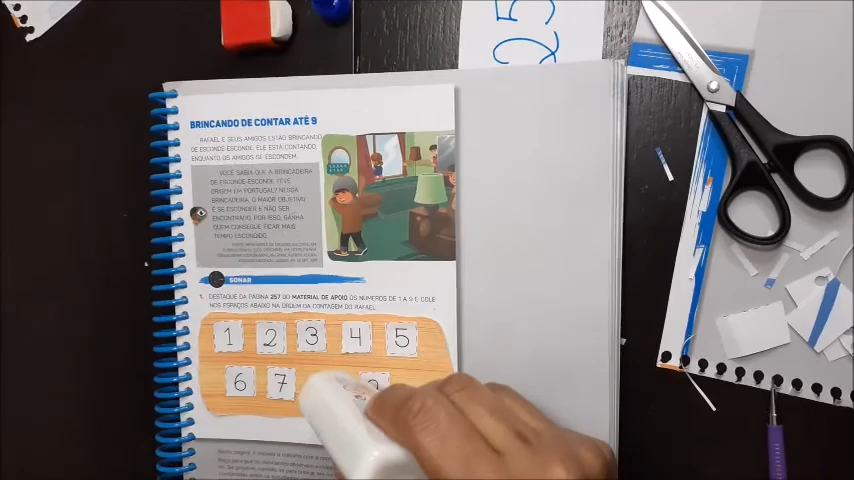 BRINCANDO DE CONTAR ATÉ 9
RAFAEL E SEUS AMIGOS ESTÃO BRINCANDO
DE ESCONDE-ESCONDE. ELE ESTÁ CONTANDO,
ENQUANTO OS AMIGOS SE ESCONDEM.
VOCÊ SABIA QUE A BRINCADEIRA
DE ESCONDE-ESCONDE TEVE
ORIGEM EM PORTUGAL? NESSA
BRINCADEIRA, O MAIOR OBJETIVO
É SE ESCONDER E NÃO SER
ENCONTRADO. POR ISSO, GANHA
QUEM CONSEGUE FICAR MAIS
TEMPO ESCONDIDO.
SONAR
1. DESTAQUE DA PÁGINA 257 DO MATERIAL DE APOIO OS NÚMEROS DE 1 A 9 E COLE
NOS ESPAÇOS ABAIXO NA ORDEM DA CONTAGEM DO RAFAEL.
1 2 3 4 5
6 7
25